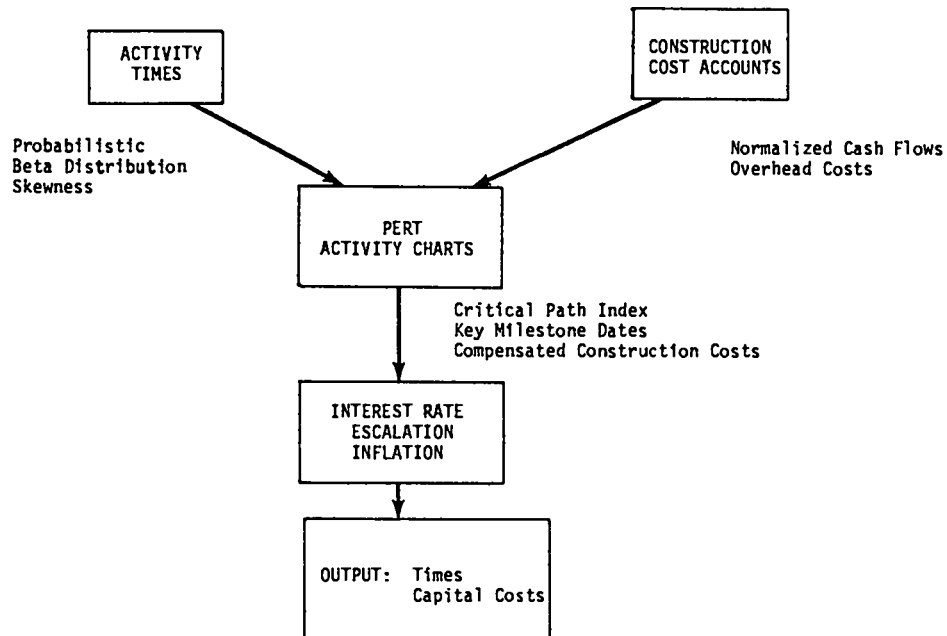 ACTIVITY
TIMES
CONSTRUCTION
COST ACCOUNTS
Probabilistic
Beta Distribution
Skewness
Normalized Cash Flows
Overhead Costs
PERT
ACTIVITY CHARTS
Critical Path Index
Key Milestone Dates
Compensated Construction Costs
INTEREST RATE
ESCALATION
INFLATION
OUTPUT: Times
Capital Costs